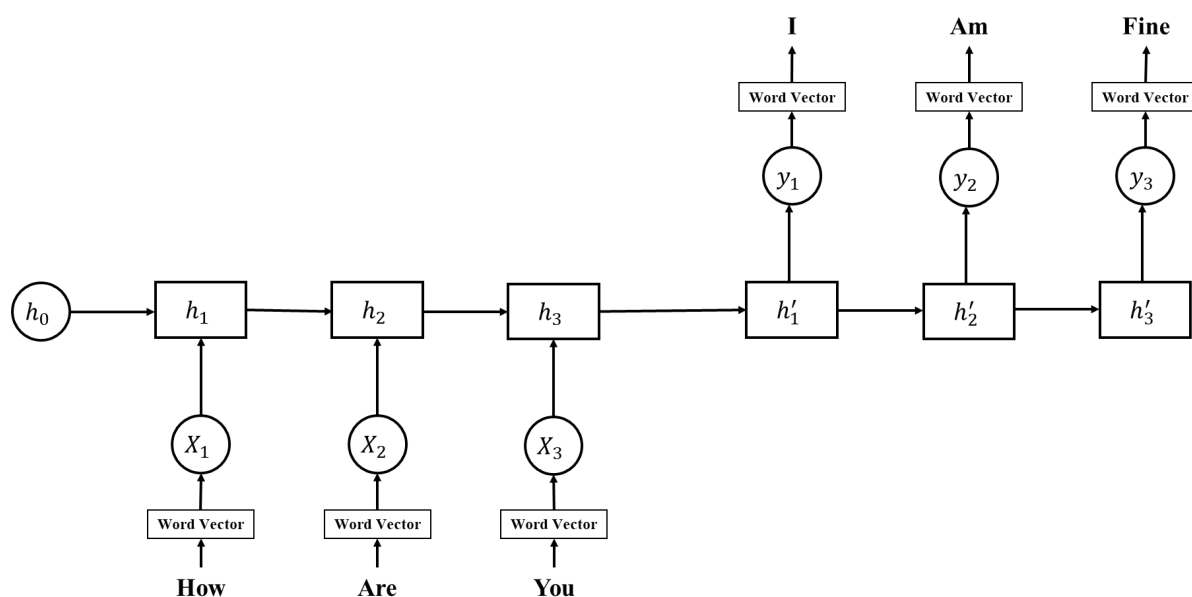 I Am Fine
Word Vector Word Vector Word Vector
y₁ y₂ y₃
h₀ h₁ h₂ h₃ h′₁ h′₂ h′₃
X₁ X₂ X₃
Word Vector Word Vector Word Vector
How Are You